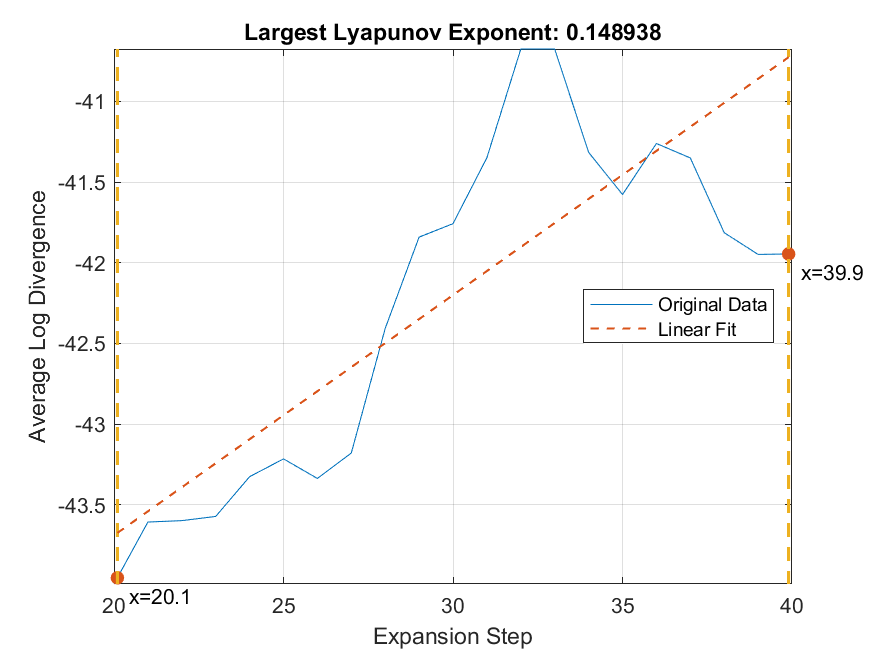 Largest Lyapunov Exponent: 0.148938
Average Log Divergence
-41
-41.5
-42
-42.5
-43
-43.5
x=39.9
Original Data
Linear Fit
x=20.1
20
25
30
35
40
Expansion Step